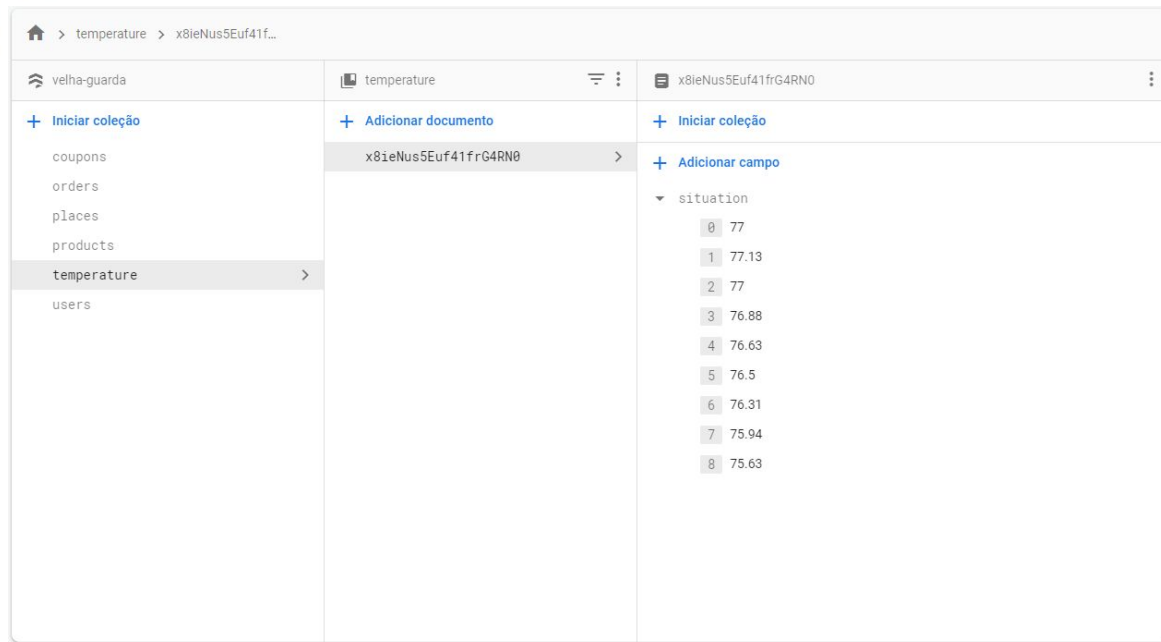 temperature > x8ieNus5Euf41f...
velha-guarda
Iniciar coleção
coupons
orders
places
products
temperature
users
temperature
Adicionar documento
x8ieNus5Euf41frG4RN0
x8ieNus5Euf41frG4RN0
Iniciar coleção
Adicionar campo
situation
0 77
1 77.13
2 77
3 76.88
4 76.63
5 76.5
6 76.31
7 75.94
8 75.63